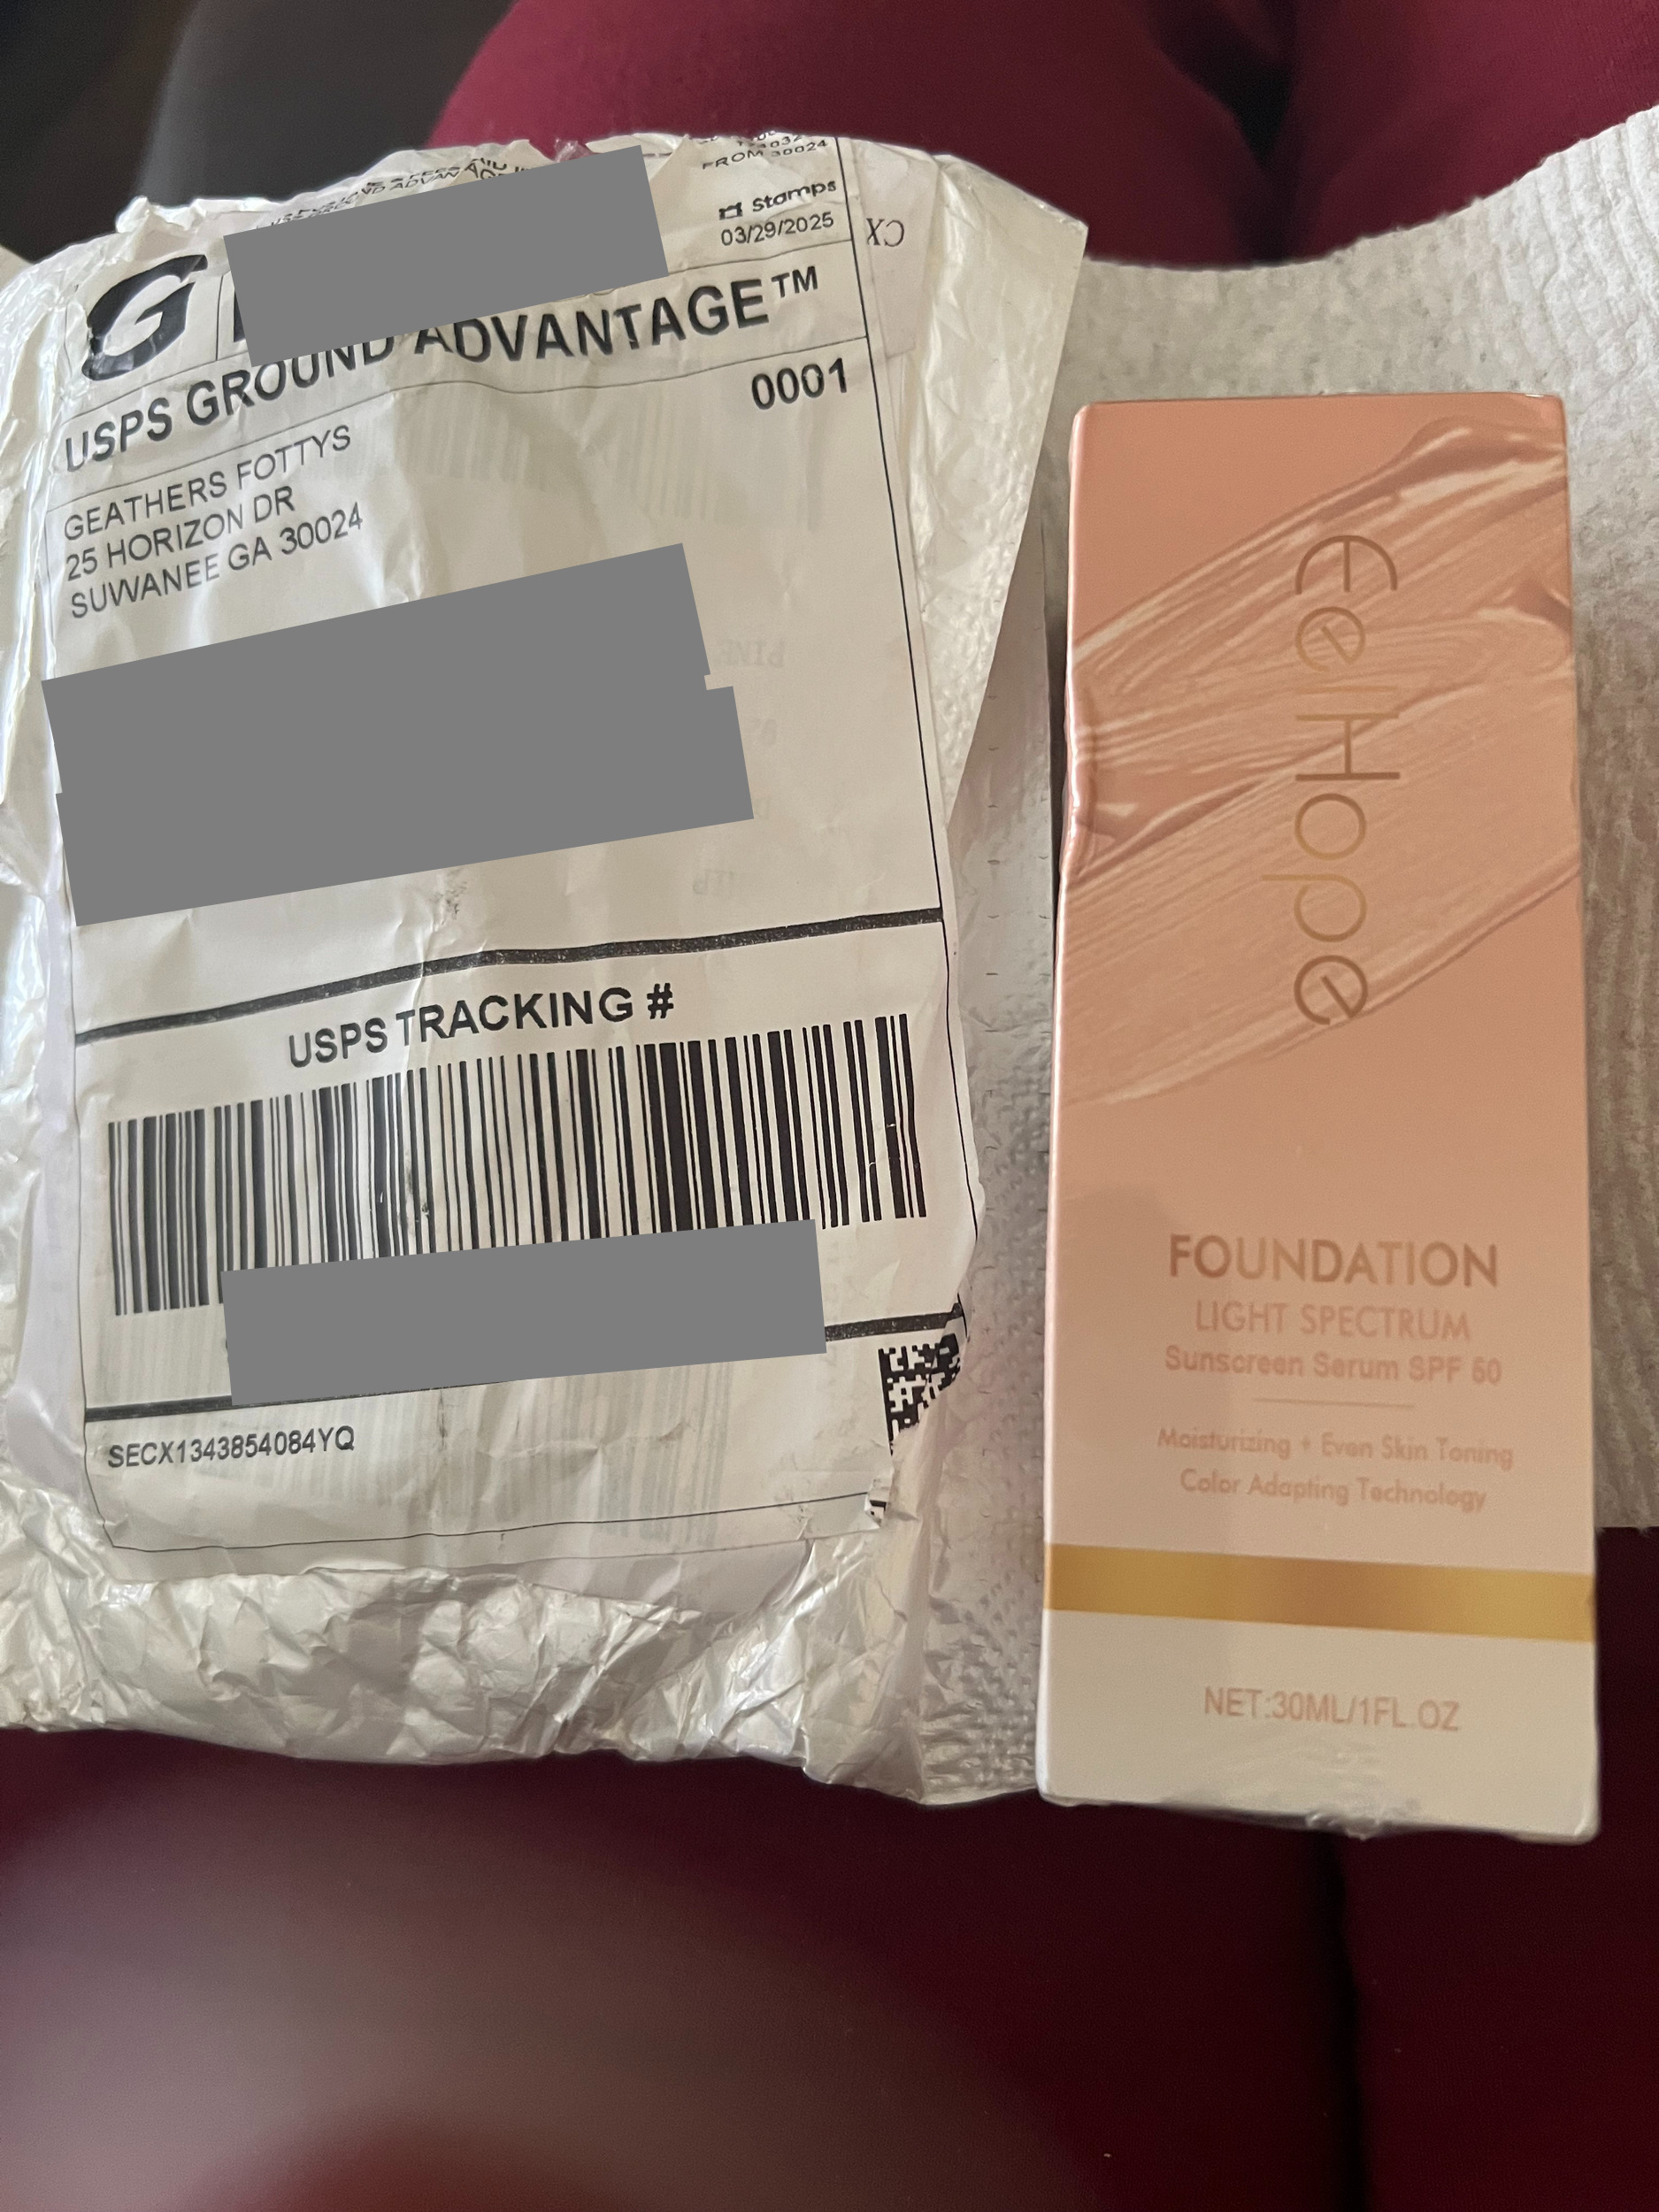 FROM 30024
Stamps
03/29/2025
CX
G
USPS GROUND ADVANTAGE™
0001
GEATHERS FOTTYS
25 HORIZON DR
SUWANEE GA 30024
USPS TRACKING #
SECX1343854084YQ
EelHope
FOUNDATION
LIGHT SPECTRUM
Sunscreen Serum SPF 50
Moisturizing + Even Skin Toning
Color Adapting Technology
NET:30ML/1FL.OZ